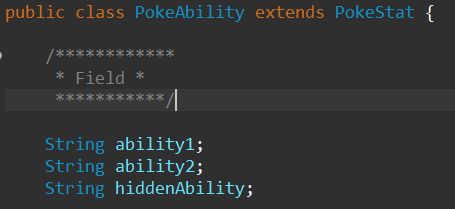 public class PokeAbility extends PokeStat {
/************
* Field *
***********/
String ability1;
String ability2;
String hiddenAbility;